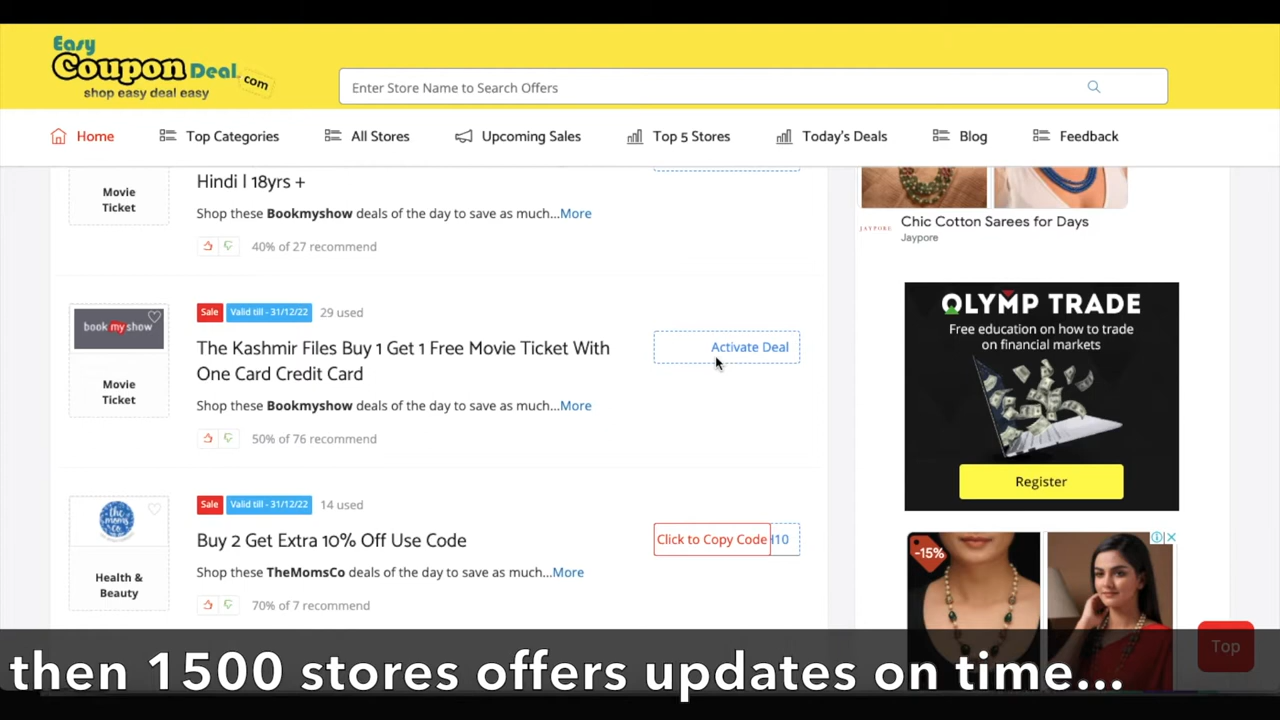 Easy
Coupon Deal.com
shop easy deal easy
Enter Store Name to Search Offers
Home
Top Categories
All Stores
Upcoming Sales
Top 5 Stores
Today's Deals
Blog
Feedback
Movie
Ticket
Hindi | 18yrs +
Shop these Bookmyshow deals of the day to save as much...More
40% of 27 recommend
JAYPORE
Chic Cotton Sarees for Days
Jaypore
book my show
Movie
Ticket
Sale
Valid till - 31/12/22
29 used
The Kashmir Files Buy 1 Get 1 Free Movie Ticket With
One Card Credit Card
Shop these Bookmyshow deals of the day to save as much...More
50% of 76 recommend
Activate Deal
OLYMP TRADE
Free education on how to trade
on financial markets
Register
the
moms
co
Health &
Beauty
Sale
Valid till - 31/12/22
14 used
Buy 2 Get Extra 10% Off Use Code
Shop these TheMomsCo deals of the day to save as much...More
70% of 7 recommend
Click to Copy Code
10
-15%
Top
then 1500 stores offers updates on time...